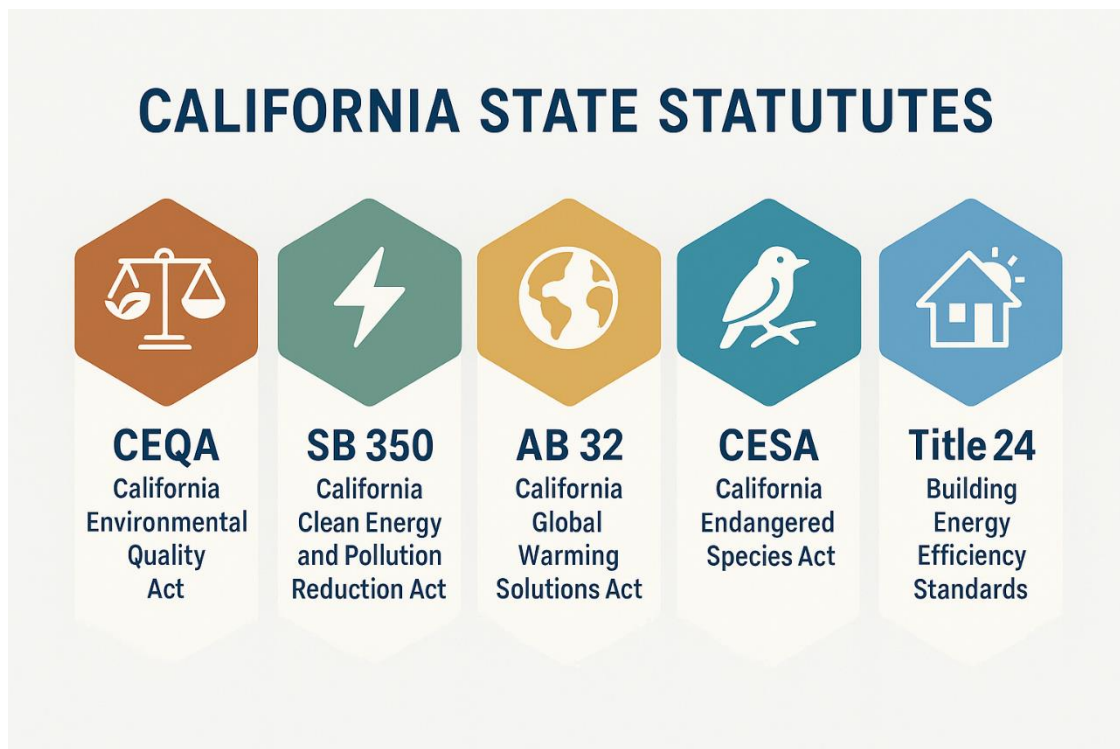 CALIFORNIA STATE STATUTUTES
CEQA
California
Environmental
Quality
Act
SB 350
California
Clean Energy
and Pollution
Reduction Act
AB 32
California
Global
Warming
Solutions Act
CESA
California
Endangered
Species Act
Title 24
Building
Energy
Efficiency
Standards